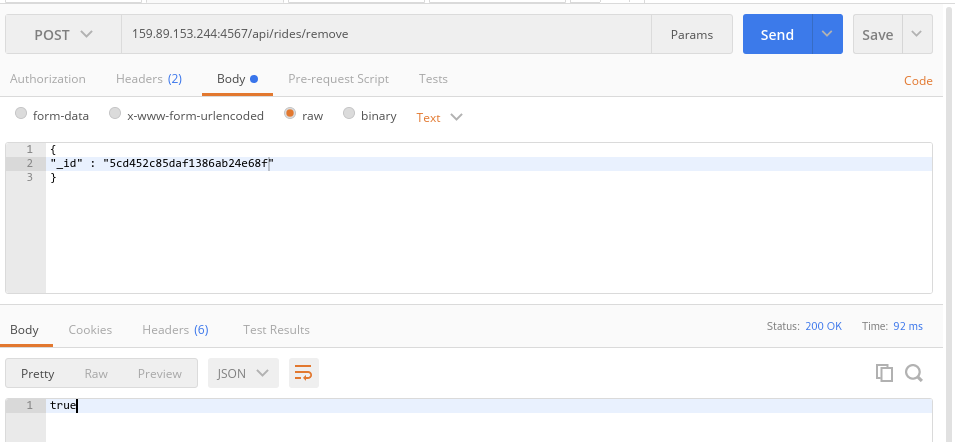 POST 159.89.153.244:4567/api/rides/remove Params Send Save
Authorization Headers (2) Body Pre-request Script Tests Code
form-data x-www-form-urlencoded raw binary Text
1 {
2 "_id" : "5cd452c85daf1386ab24e68f"
3 }
Body Cookies Headers (6) Test Results Status: 200 OK Time: 92 ms
Pretty Raw Preview JSON
1 true